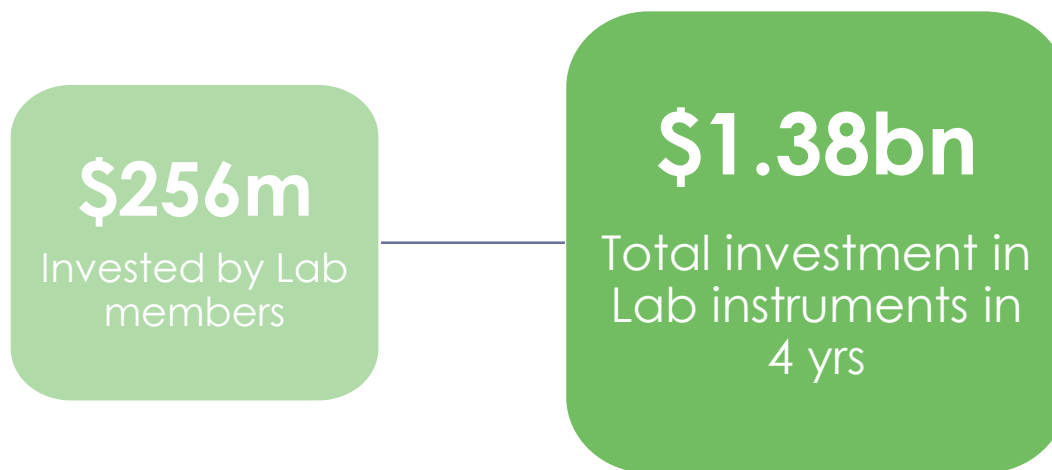 $256m
Invested by Lab
members
$1.38bn
Total investment in
Lab instruments in
4 yrs